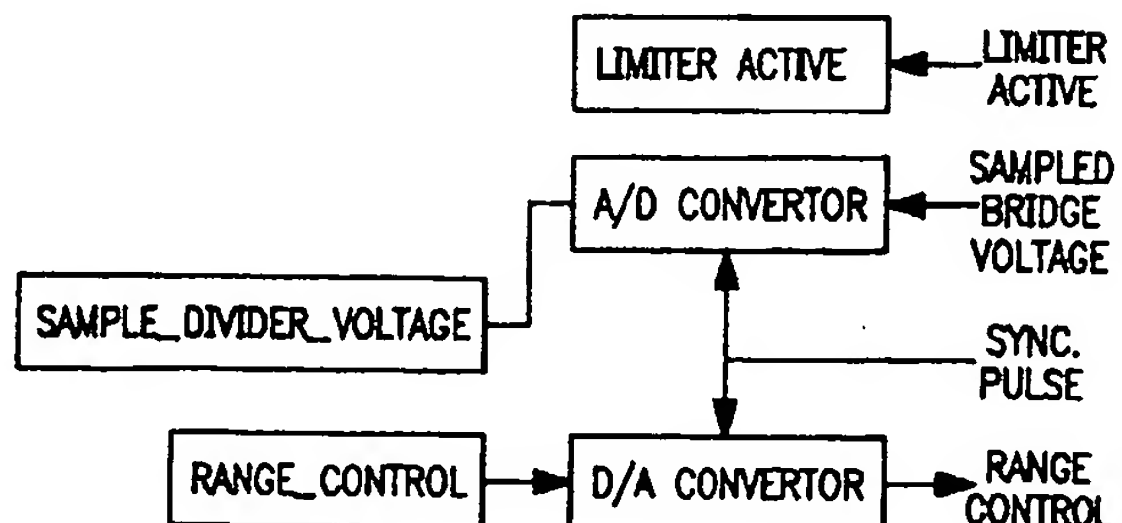 LIMITER ACTIVE
LIMITER
ACTIVE
A/D CONVERTOR
SAMPLED
BRIDGE
VOLTAGE
SAMPLE_DIVIDER_VOLTAGE
SYNC.
PULSE
RANGE_CONTROL
D/A CONVERTOR
RANGE
CONTROL